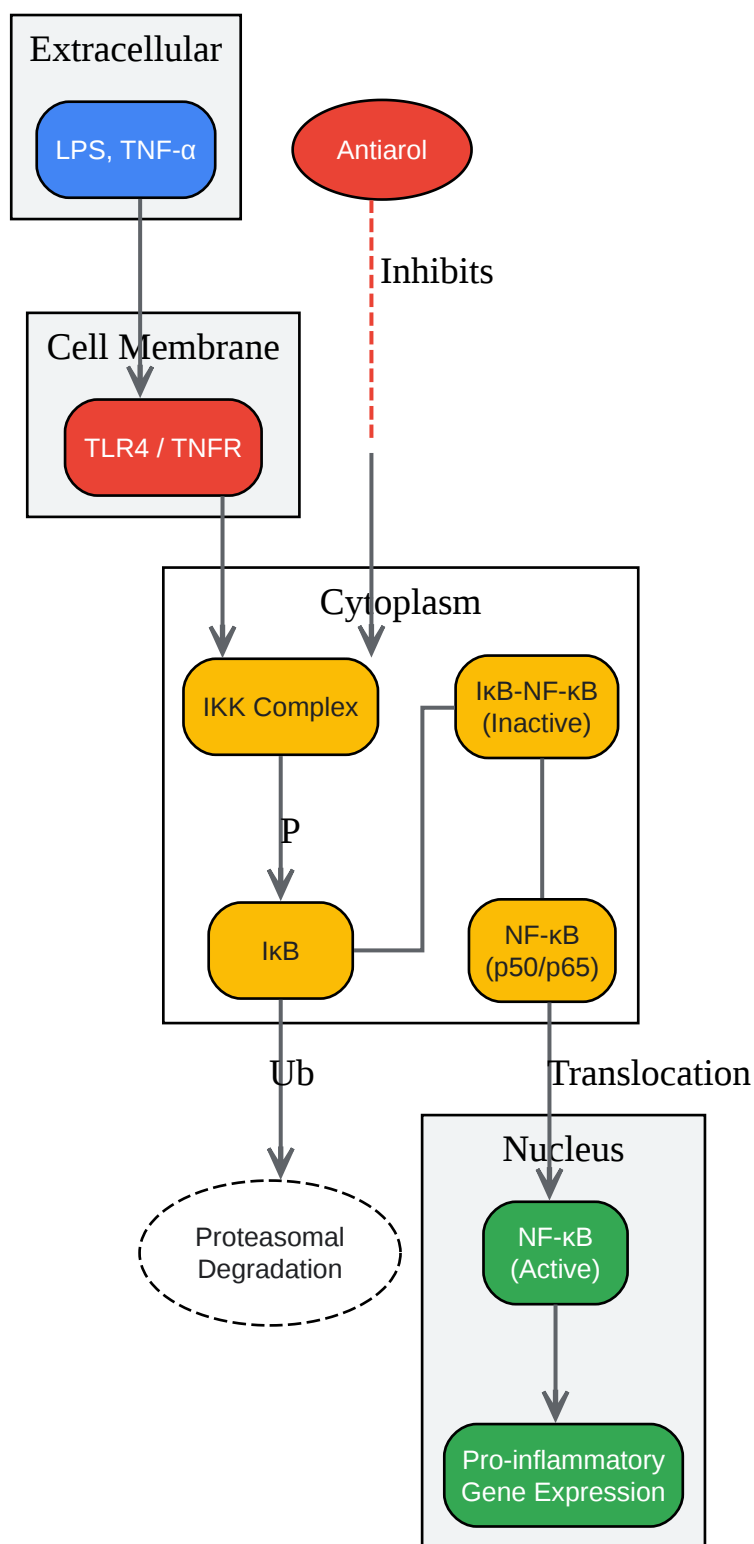 Extracellular
LPS, TNF-α
Antiarol
Inhibits
Cell Membrane
TLR4 / TNFR
Cytoplasm
IKK Complex
IκB-NF-κB
(Inactive)
P
IκB
NF-κB
(p50/p65)
Ub
Translocation
Nucleus
Proteasomal
Degradation
NF-κB
(Active)
Pro-inflammatory
Gene Expression